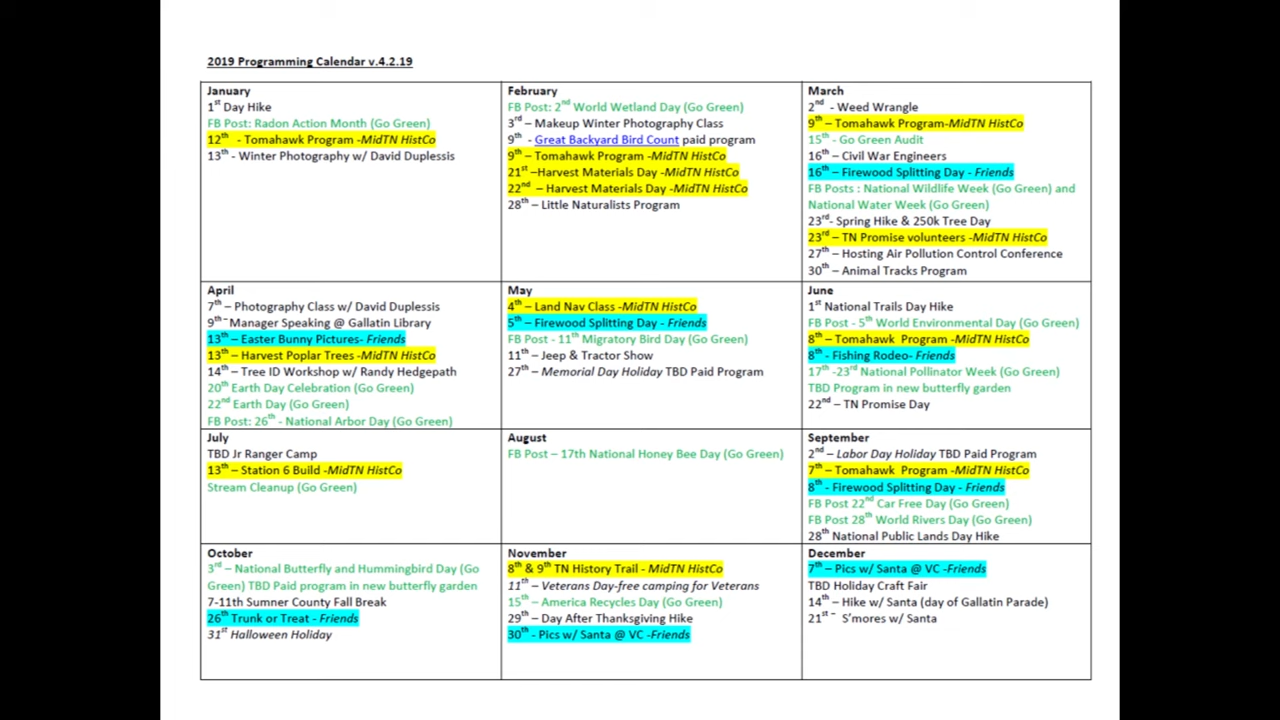 2019 Programming Calendar v.4.2.19
January
1st Day Hike
FB Post: Radon Action Month (Go Green)
12th - Tomahawk Program -MidTN HistCo
13th - Winter Photography w/ David Duplessis
February
FB Post: 2nd World Wetland Day (Go Green)
3rd – Makeup Winter Photography Class
9th - Great Backyard Bird Count paid program
9th – Tomahawk Program -MidTN HistCo
21st –Harvest Materials Day -MidTN HistCo
22nd – Harvest Materials Day -MidTN HistCo
28th – Little Naturalists Program
March
2nd - Weed Wrangle
9th – Tomahawk Program-MidTN HistCo
15th - Go Green Audit
16th – Civil War Engineers
16th – Firewood Splitting Day - Friends
FB Posts : National Wildlife Week (Go Green) and
National Water Week (Go Green)
23rd- Spring Hike & 250k Tree Day
23rd – TN Promise volunteers -MidTN HistCo
27th – Hosting Air Pollution Control Conference
30th – Animal Tracks Program
April
7th – Photography Class w/ David Duplessis
9th – Manager Speaking @ Gallatin Library
13th – Easter Bunny Pictures- Friends
13th – Harvest Poplar Trees -MidTN HistCo
14th – Tree ID Workshop w/ Randy Hedgepath
20th Earth Day Celebration (Go Green)
22nd Earth Day (Go Green)
FB Post: 26th - National Arbor Day (Go Green)
May
4th – Land Nav Class -MidTN HistCo
5th – Firewood Splitting Day - Friends
FB Post - 11th Migratory Bird Day (Go Green)
11th – Jeep & Tractor Show
27th – Memorial Day Holiday TBD Paid Program
June
1st National Trails Day Hike
FB Post - 5th World Environmental Day (Go Green)
8th – Tomahawk Program -MidTN HistCo
8th – Fishing Rodeo- Friends
17th -23rd National Pollinator Week (Go Green)
TBD Program in new butterfly garden
22nd – TN Promise Day
July
TBD Jr Ranger Camp
13th – Station 6 Build -MidTN HistCo
Stream Cleanup (Go Green)
August
FB Post – 17th National Honey Bee Day (Go Green)
September
2nd – Labor Day Holiday TBD Paid Program
7th – Tomahawk Program -MidTN HistCo
8th - Firewood Splitting Day - Friends
FB Post 22nd Car Free Day (Go Green)
FB Post 28th World Rivers Day (Go Green)
28th National Public Lands Day Hike
October
3rd – National Butterfly and Hummingbird Day (Go
Green) TBD Paid program in new butterfly garden
7-11th Sumner County Fall Break
26th Trunk or Treat - Friends
31st Halloween Holiday
November
8th & 9th TN History Trail - MidTN HistCo
11th – Veterans Day-free camping for Veterans
15th – America Recycles Day (Go Green)
29th – Day After Thanksgiving Hike
30th - Pics w/ Santa @ VC -Friends
December
7th – Pics w/ Santa @ VC -Friends
TBD Holiday Craft Fair
14th – Hike w/ Santa (day of Gallatin Parade)
21st – S’mores w/ Santa